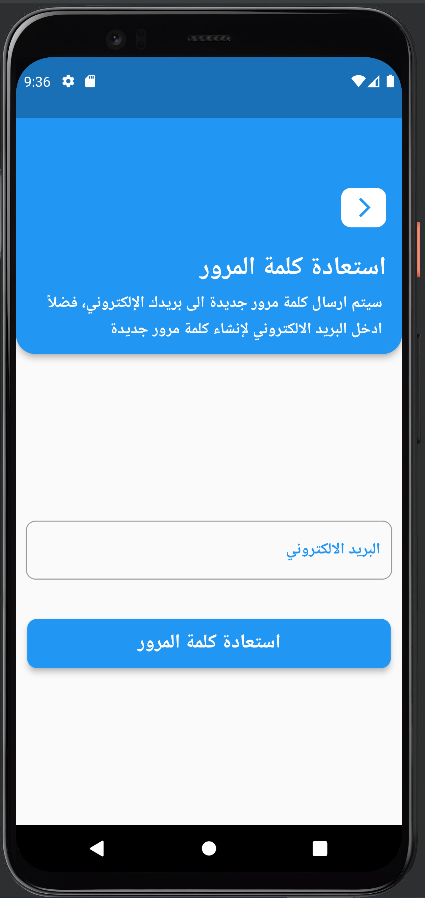 9:36
استعادة كلمة المرور
سيتم ارسال كلمة مرور جديدة الى بريدك الإلكتروني، فضلاً
ادخل البريد الالكتروني لإنشاء كلمة مرور جديدة
البريد الالكتروني
استعادة كلمة المرور